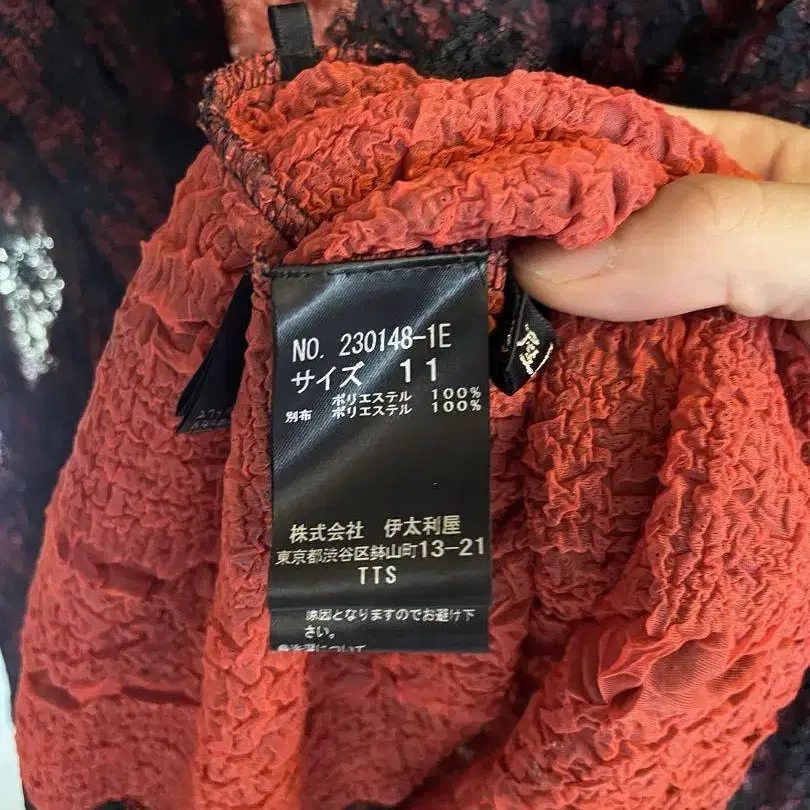 NO. 230148-1E
サイズ 11
ポリエステル 100%
別布 ポリエステル 100%
株式会社 伊太利屋
東京都渋谷区鉢山町13-21
TTS
原因となりますのでお避け下
さい。